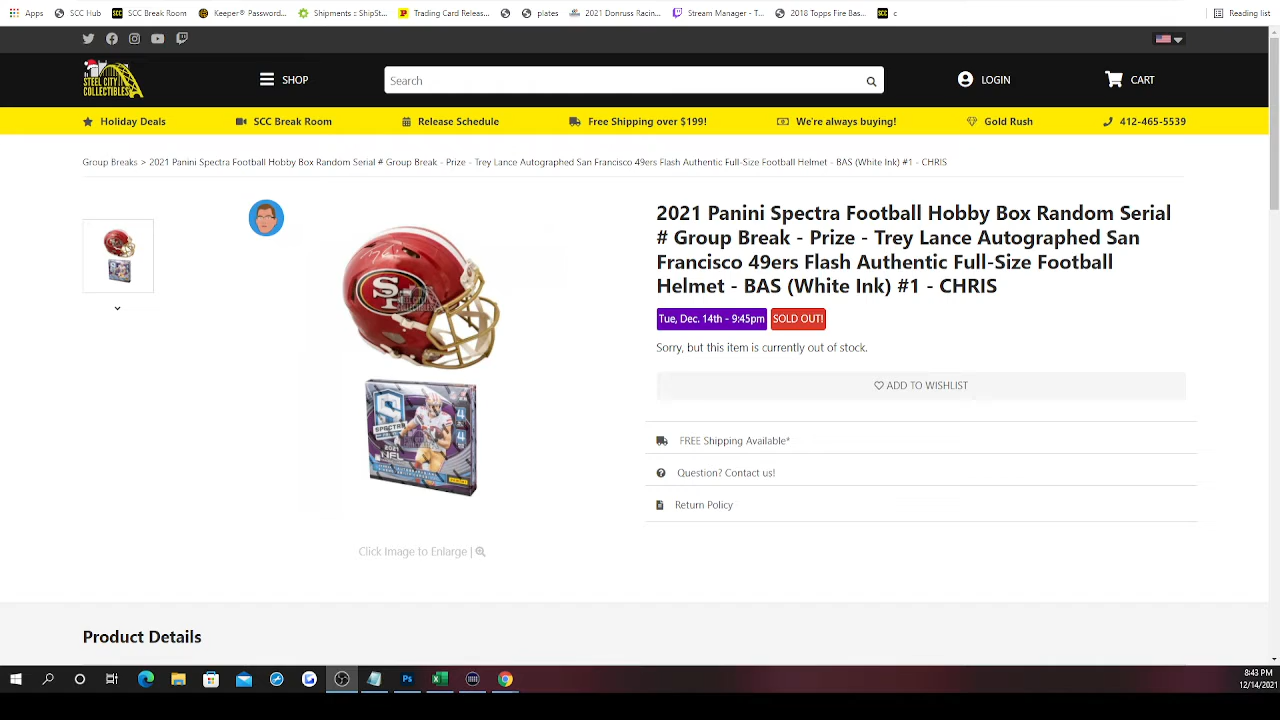 Apps
SCC Hub
SCC Break Room
Keeper® Password...
Shipments :: ShipSt...
Trading Card Releas...
plates
2021 Donruss Racin...
Stream Manager - T...
2018 Topps Fire Bas...
c
Reading list
STEEL CITY
COLLECTIBLES
SHOP
Search
LOGIN
CART
Holiday Deals
SCC Break Room
Release Schedule
Free Shipping over $199!
We're always buying!
Gold Rush
412-465-5539
Group Breaks > 2021 Panini Spectra Football Hobby Box Random Serial # Group Break - Prize - Trey Lance Autographed San Francisco 49ers Flash Authentic Full-Size Football Helmet - BAS (White Ink) #1 - CHRIS
2021 Panini Spectra Football Hobby Box Random Serial
# Group Break - Prize - Trey Lance Autographed San
Francisco 49ers Flash Authentic Full-Size Football
Helmet - BAS (White Ink) #1 - CHRIS
Tue, Dec. 14th - 9:45pm
SOLD OUT!
Sorry, but this item is currently out of stock.
ADD TO WISHLIST
FREE Shipping Available*
Question? Contact us!
Return Policy
SF
SPECTRA
2021
NFL
Click Image to Enlarge |
Product Details
8:43 PM
12/14/2021